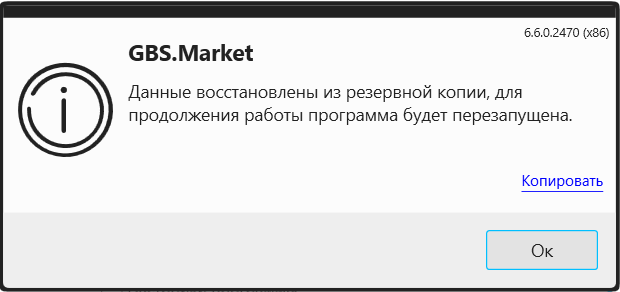 6.6.0.2470 (x86)
GBS.Market
Данные восстановлены из резервной копии, для
продолжения работы программа будет перезапущена.
Копировать
Ок